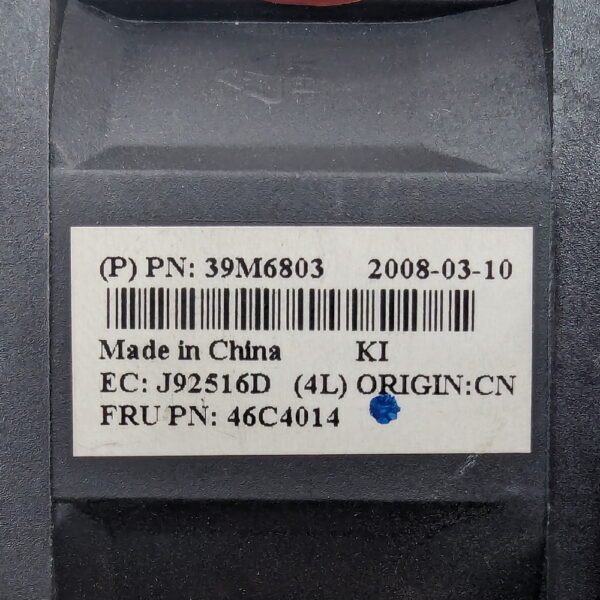 (P) PN: 39M6803 2008-03-10
Made in China KI
EC: J92516D (4L) ORIGIN:CN
FRU PN: 46C4014